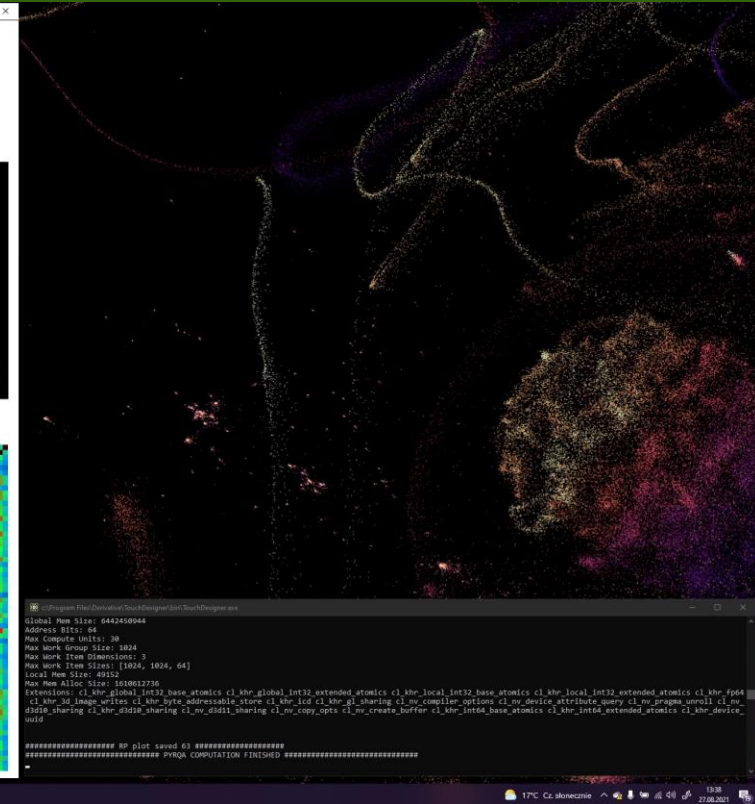 c:\Program Files\Derivative\TouchDesigner\bin\TouchDesigner.exe
Global Mem Size: 6442450944
Address Bits: 64
Max Compute Units: 30
Max Work Group Size: 1024
Max Work Item Dimensions: 3
Max Work Item Sizes: [1024, 1024, 64]
Local Mem Size: 49152
Max Mem Alloc Size: 1610612736
Extensions: cl_khr_global_int32_base_atomics cl_khr_global_int32_extended_atomics cl_khr_local_int32_base_atomics cl_khr_local_int32_extended_atomics cl_khr_fp64
cl_khr_3d_image_writes cl_khr_byte_addressable_store cl_khr_icd cl_khr_gl_sharing cl_nv_compiler_options cl_nv_device_attribute_query cl_nv_pragma_unroll cl_nv_
d3d10_sharing cl_khr_d3d10_sharing cl_nv_d3d11_sharing cl_nv_copy_opts cl_nv_create_buffer cl_khr_int64_base_atomics cl_khr_int64_extended_atomics cl_khr_device_
uuid
#################### RP plot saved 63 ####################
############################## PYRQA COMPUTATION FINISHED ##############################
17°C Cz. słonecznie
13:38
27.08.2021